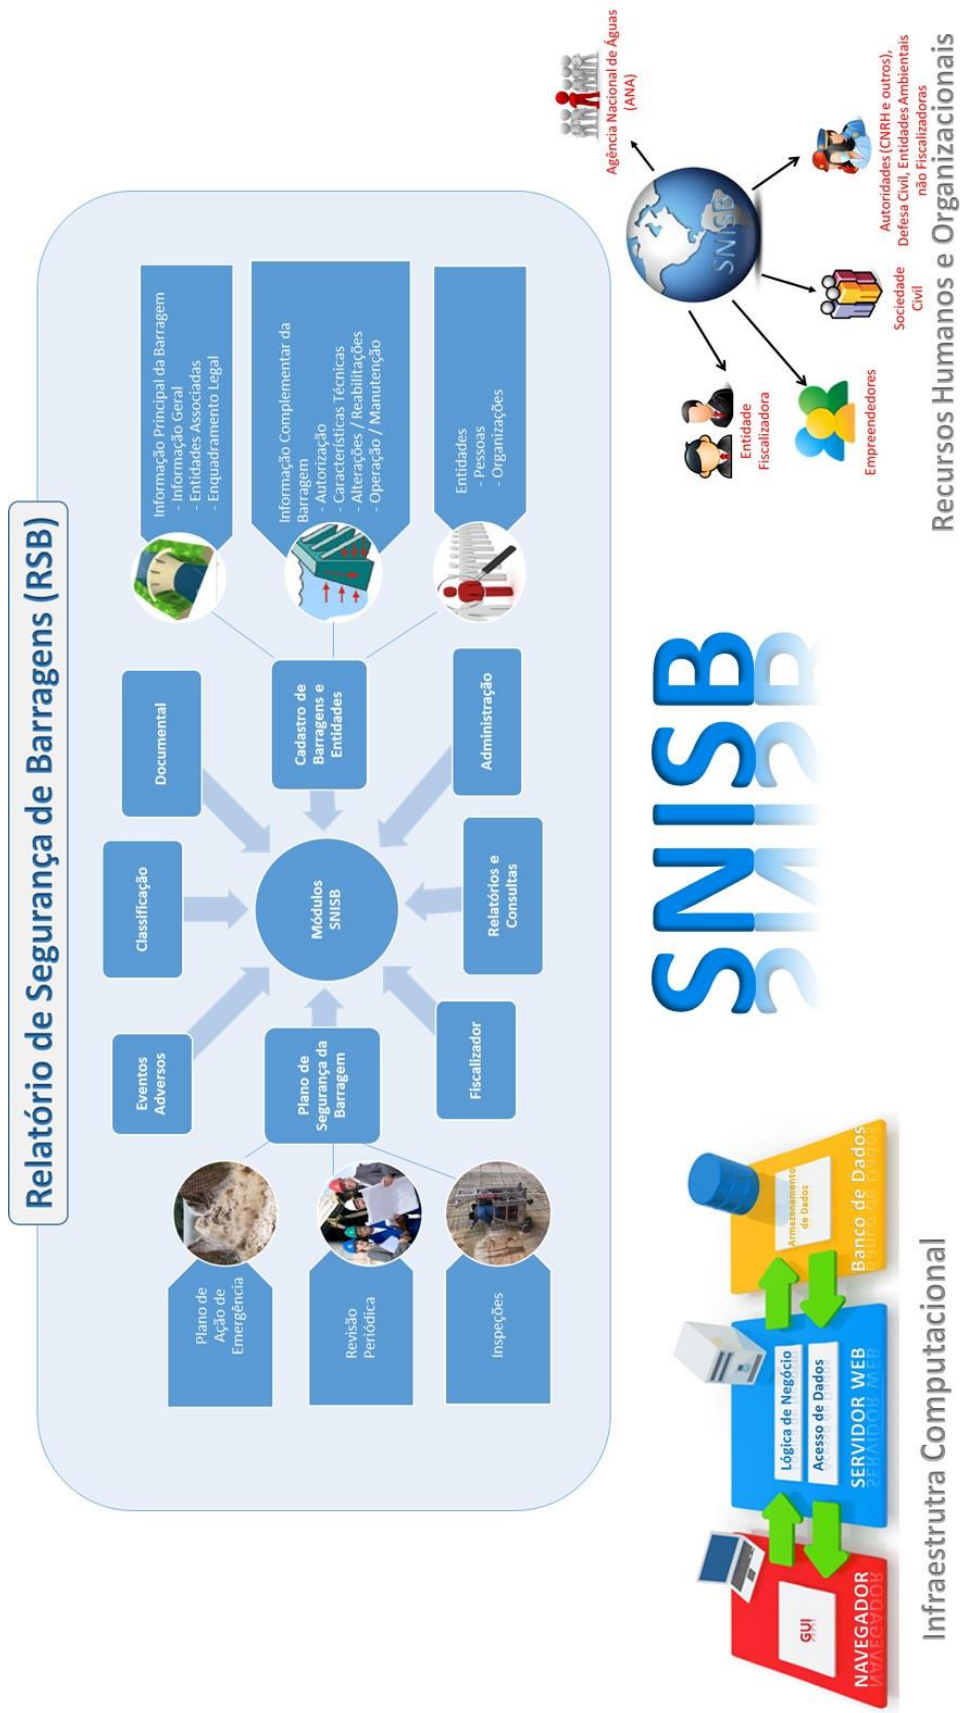 Relatório de Segurança de Barragens (RSB)
Plano de
Ação de
Emergência
Revisão
Periódica
Inspeções
Eventos
Adversos
Plano de
Segurança da
Barragem
Fiscalizador
Classificação
Módulos
SNISB
Relatórios e
Consultas
Documental
Cadastro de
Barragens e
Entidades
Administração
Informação Principal da Barragem
- Informação Geral
- Entidades Associadas
- Enquadramento Legal
Informação Complementar da
Barragem
- Autorização
- Características Técnicas
- Alterações / Reabilitações
- Operação / Manutenção
Entidades
- Pessoas
- Organizações
GUI
NAVEGADOR
Lógica de Negócio
Acesso de Dados
SERVIDOR WEB
Armazenamento
de Dados
Banco de Dados
Infraestrutra Computacional
SNISB
SNISB
Agência Nacional de Águas
(ANA)
Entidade
Fiscalizadora
Empreendedores
Sociedade
Civil
Autoridades (CNRH e outros),
Defesa Civil, Entidades Ambientais
não Fiscalizadoras
Recursos Humanos e Organizacionais